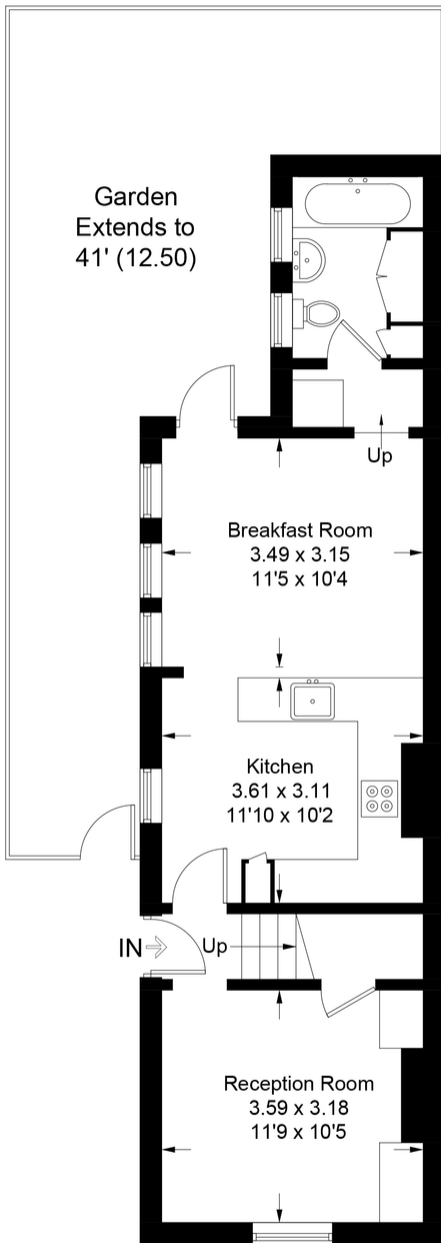 Garden
Extends to
41' (12.50)
Up
Breakfast Room
3.49 x 3.15
11'5 x 10'4
Kitchen
3.61 x 3.11
11'10 x 10'2
IN
Up
Reception Room
3.59 x 3.18
11'9 x 10'5